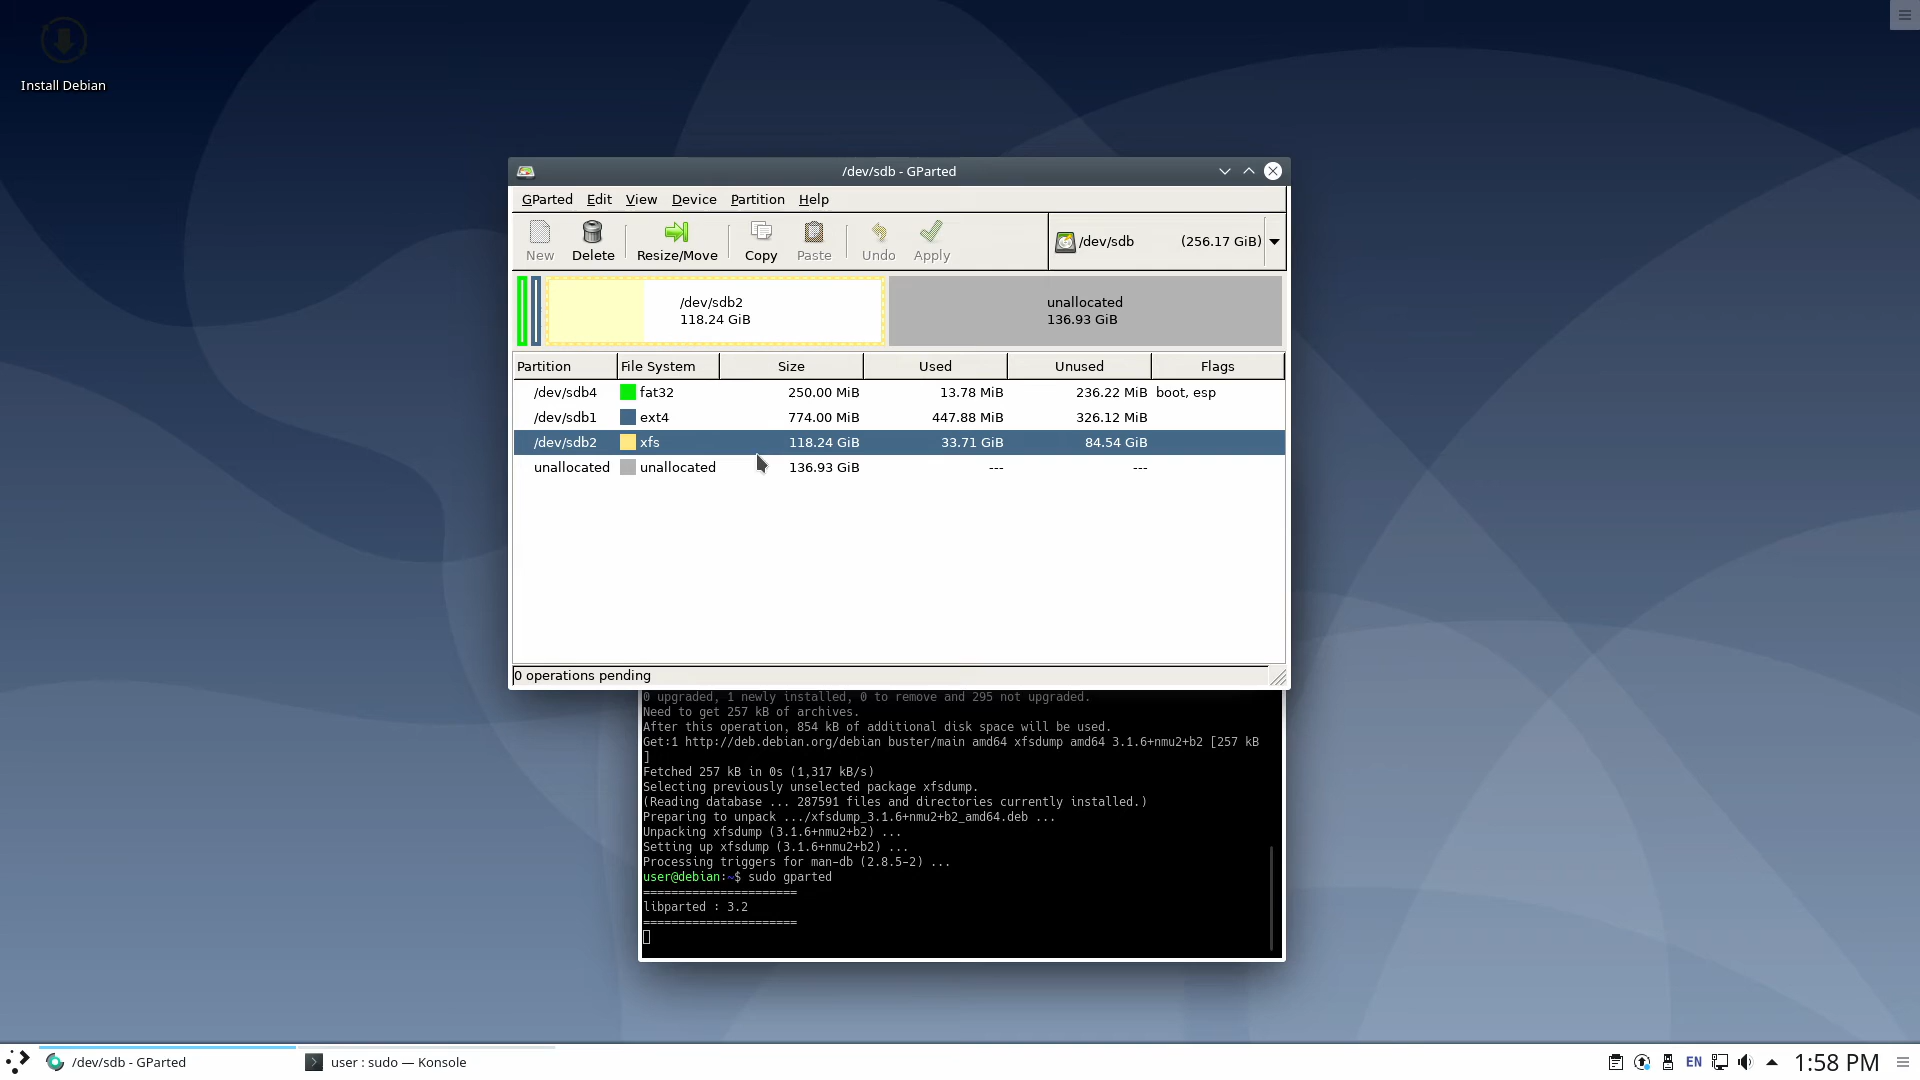 Install Debian
/dev/sdb - GParted
GParted Edit View Device Partition Help
New Delete Resize/Move Copy Paste Undo Apply /dev/sdb (256.17 GiB)
/dev/sdb2
118.24 GiB
unallocated
136.93 GiB
Partition File System Size Used Unused Flags
/dev/sdb4 fat32 250.00 MiB 13.78 MiB 236.22 MiB boot, esp
/dev/sdb1 ext4 774.00 MiB 447.88 MiB 326.12 MiB
/dev/sdb2 xfs 118.24 GiB 33.71 GiB 84.54 GiB
unallocated unallocated 136.93 GiB --- ---
0 operations pending
0 upgraded, 1 newly installed, 0 to remove and 295 not upgraded.
Need to get 257 kB of archives.
After this operation, 854 kB of additional disk space will be used.
Get:1 http://deb.debian.org/debian buster/main amd64 xfsdump amd64 3.1.6+nmu2+b2 [257 kB
]
Fetched 257 kB in 0s (1,317 kB/s)
Selecting previously unselected package xfsdump.
(Reading database ... 287591 files and directories currently installed.)
Preparing to unpack .../xfsdump_3.1.6+nmu2+b2_amd64.deb ...
Unpacking xfsdump (3.1.6+nmu2+b2) ...
Setting up xfsdump (3.1.6+nmu2+b2) ...
Processing triggers for man-db (2.8.5-2) ...
user@debian:~$ sudo gparted
======================
libparted : 3.2
======================
/dev/sdb - GParted
user : sudo — Konsole
EN
1:58 PM